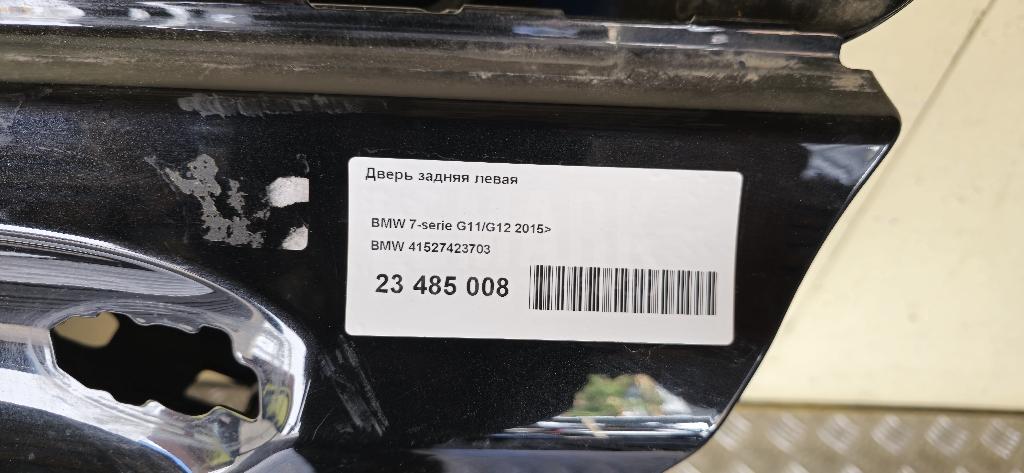 Дверь задняя левая
BMW 7-serie G11/G12 2015>
BMW 41527423703
23 485 008